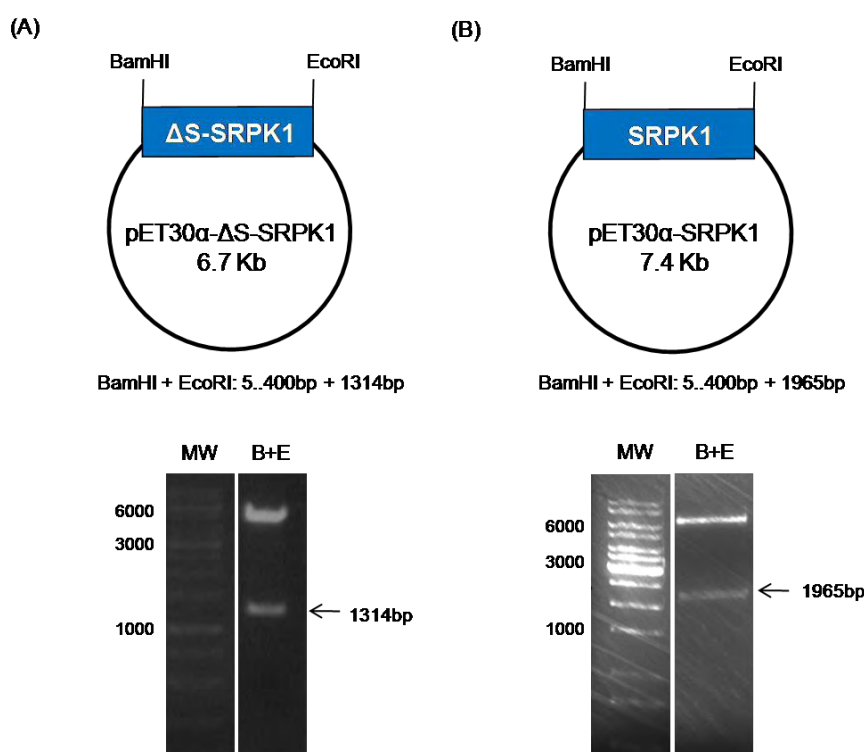 (A)
BamHI EcoRI
ΔS-SRPK1
pET30α-ΔS-SRPK1
6.7 Kb
BamHI + EcoRI: 5..400bp + 1314bp
MW B+E
6000
3000
1000
1314bp
(B)
BamHI EcoRI
SRPK1
pET30α-SRPK1
7.4 Kb
BamHI + EcoRI: 5..400bp + 1965bp
MW B+E
6000
3000
1000
1965bp